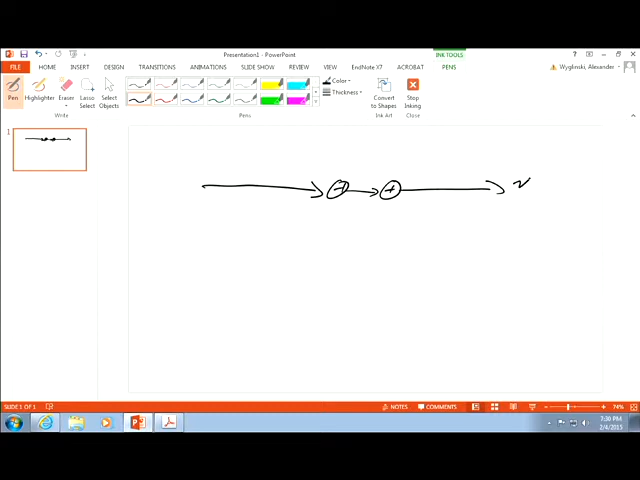 Presentation1 - PowerPoint
INK TOOLS
FILE HOME INSERT DESIGN TRANSITIONS ANIMATIONS SLIDE SHOW REVIEW VIEW EndNote X7 ACROBAT PENS
Wyglinski, Alexander
Pen Highlighter Eraser Lasso Select Select Objects Color Thickness Convert to Shapes Stop Inking
Write Pens Ink Art Close
1
+ +
SLIDE 1 OF 1 NOTES COMMENTS 74%
7:30 PM
2/4/2015